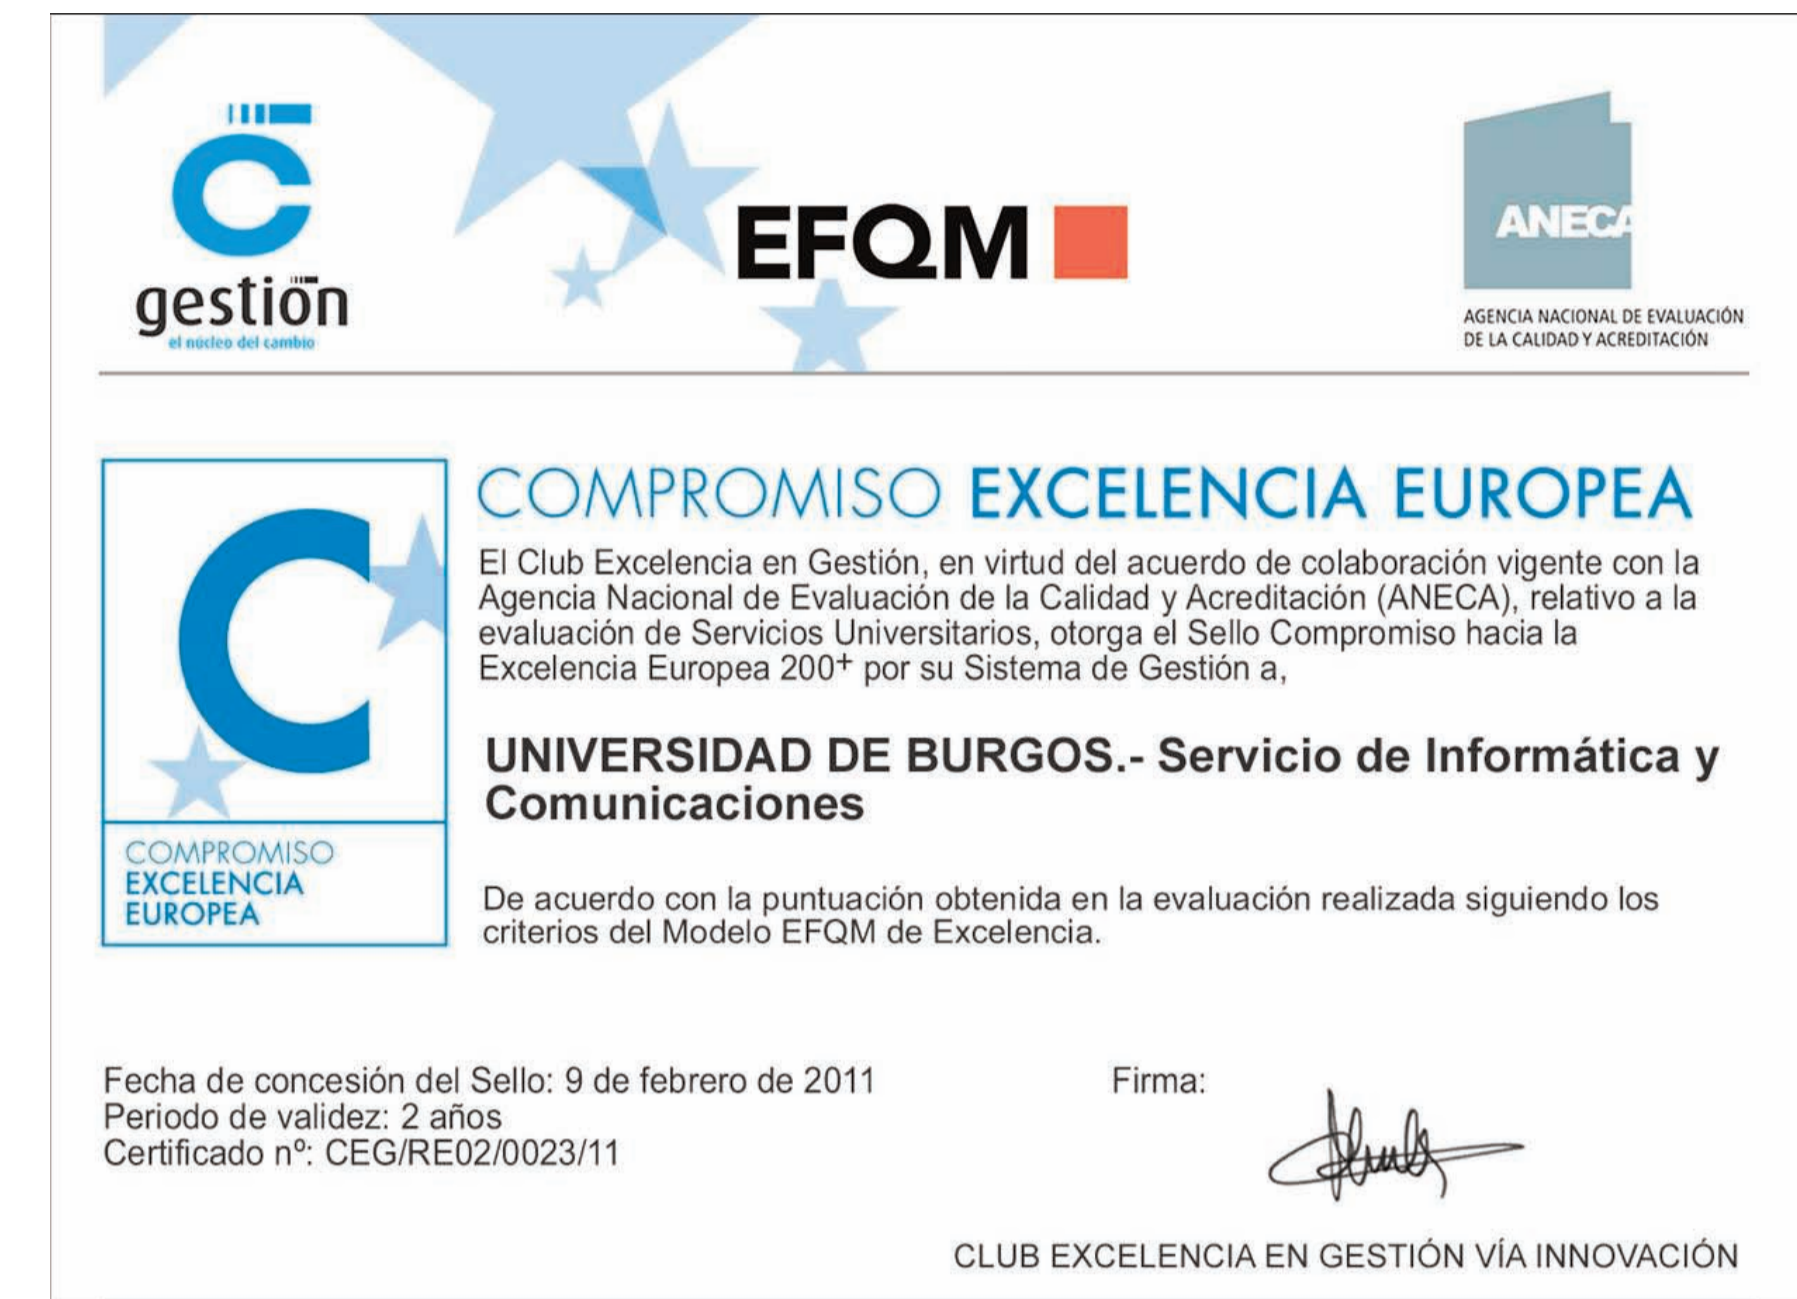 gestión
el núcleo del cambio
EFQM
ANECA
AGENCIA NACIONAL DE EVALUACIÓN
DE LA CALIDAD Y ACREDITACIÓN
COMPROMISO EXCELENCIA EUROPEA
El Club Excelencia en Gestión, en virtud del acuerdo de colaboración vigente con la
Agencia Nacional de Evaluación de la Calidad y Acreditación (ANECA), relativo a la
evaluación de Servicios Universitarios, otorga el Sello Compromiso hacia la
Excelencia Europea 200+ por su Sistema de Gestión a,
UNIVERSIDAD DE BURGOS.- Servicio de Informática y
Comunicaciones
COMPROMISO
EXCELENCIA
EUROPEA
De acuerdo con la puntuación obtenida en la evaluación realizada siguiendo los
criterios del Modelo EFQM de Excelencia.
Fecha de concesión del Sello: 9 de febrero de 2011
Periodo de validez: 2 años
Certificado nº: CEG/RE02/0023/11
Firma:
CLUB EXCELENCIA EN GESTIÓN VÍA INNOVACIÓN